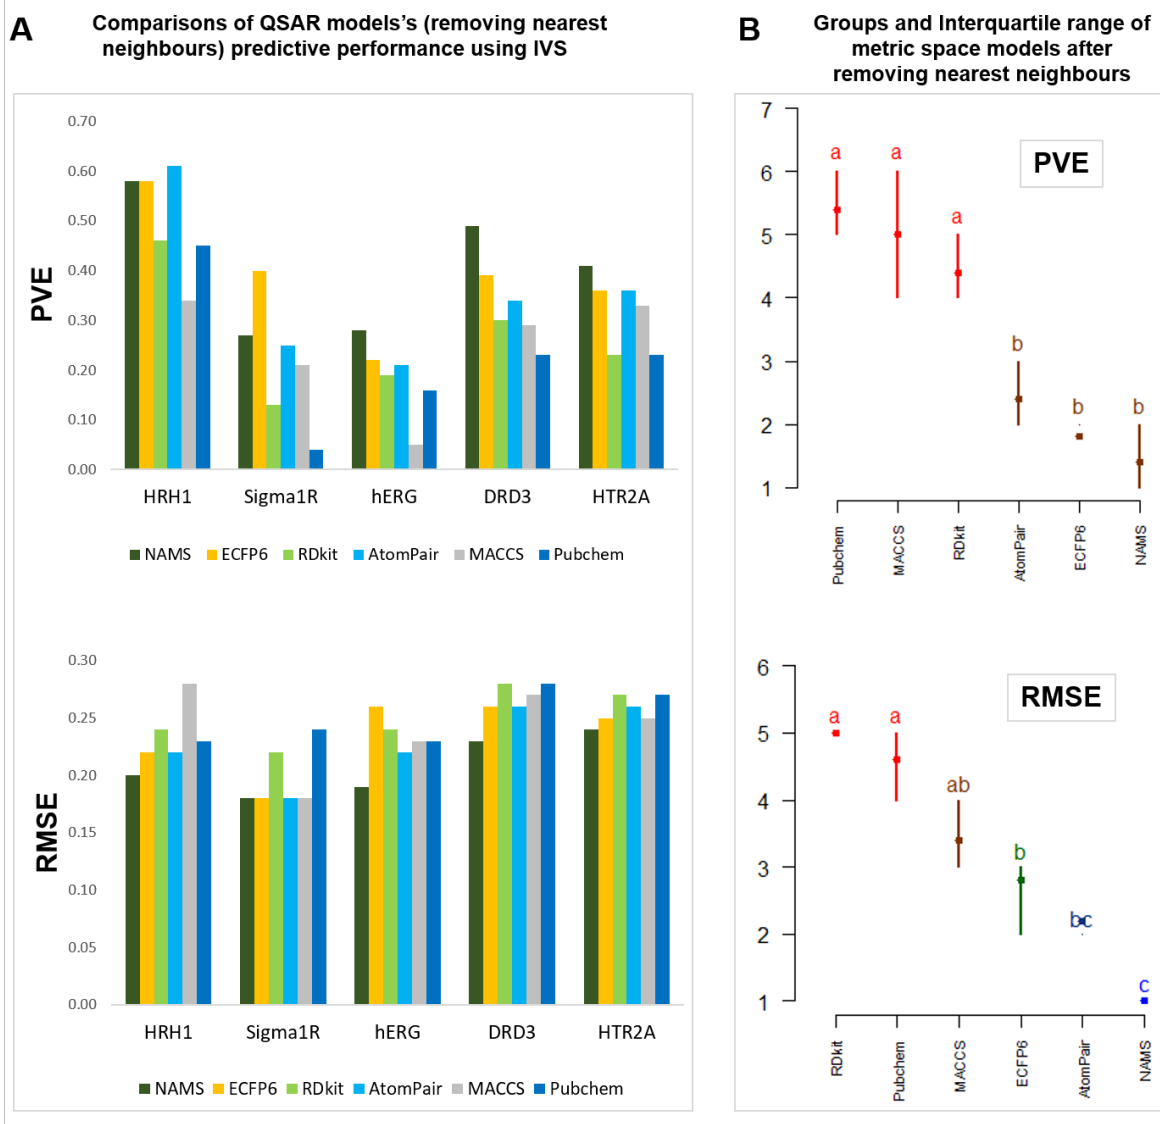 A
Comparisons of QSAR models's (removing nearest
neighbours) predictive performance using IVS
PVE
0.70
0.60
0.50
0.40
0.30
0.20
0.10
0.00
HRH1 Sigma1R hERG DRD3 HTR2A
NAMS ECFP6 RDkit AtomPair MACCS Pubchem
RMSE
0.30
0.25
0.20
0.15
0.10
0.05
0.00
HRH1 Sigma1R hERG DRD3 HTR2A
NAMS ECFP6 RDkit AtomPair MACCS Pubchem
B
Groups and Interquartile range of
metric space models after
removing nearest neighbours
PVE
7
6
5
4
3
2
1
a a a b b b
Pubchem
MACCS
RDkit
AtomPair
ECFP6
NAMS
RMSE
6
5
4
3
2
1
a a ab b bc c
RDkit
Pubchem
MACCS
ECFP6
AtomPair
NAMS